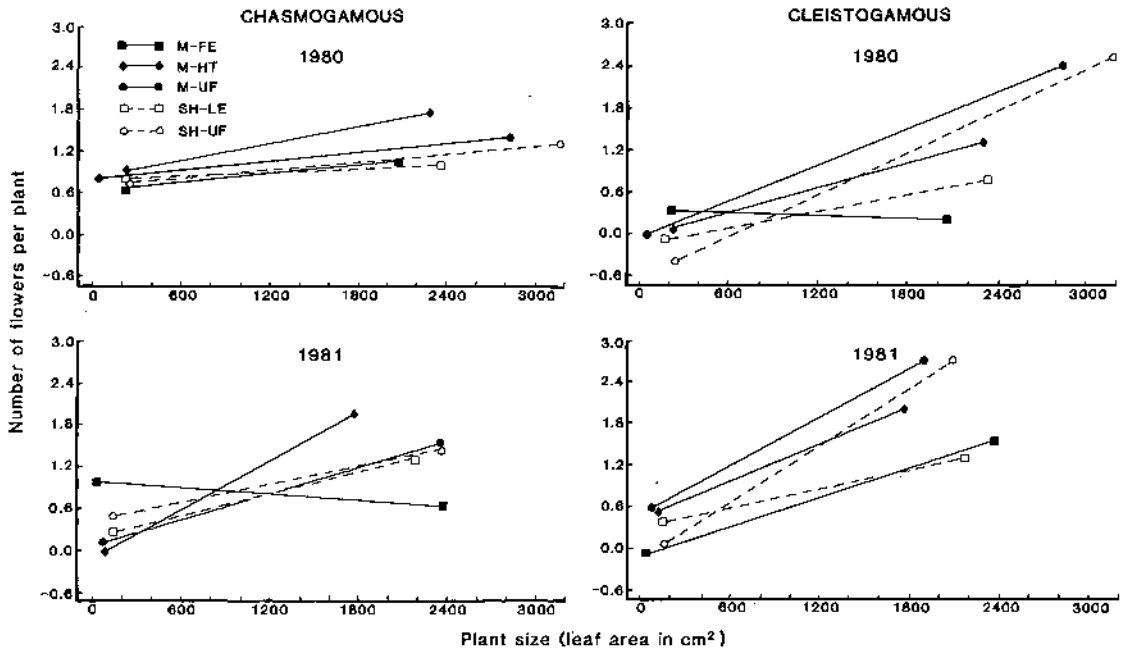 CHASMOGAMOUS
CLEISTOGAMOUS
Number of flowers per plant
1980
M-FE
M-HT
M-UF
SH-LE
SH-UF
3.0
2.4
1.8
1.2
0.6
0.0
-0.6
0 600 1200 1800 2400 3000
1980
3.0
2.4
1.8
1.2
0.6
0.0
-0.6
0 600 1200 1800 2400 3000
1981
3.0
2.4
1.8
1.2
0.6
0.0
-0.6
0 600 1200 1800 2400 3000
1981
3.0
2.4
1.8
1.2
0.6
0.0
-0.6
0 600 1200 1800 2400 3000
Plant size (leaf area in cm²)